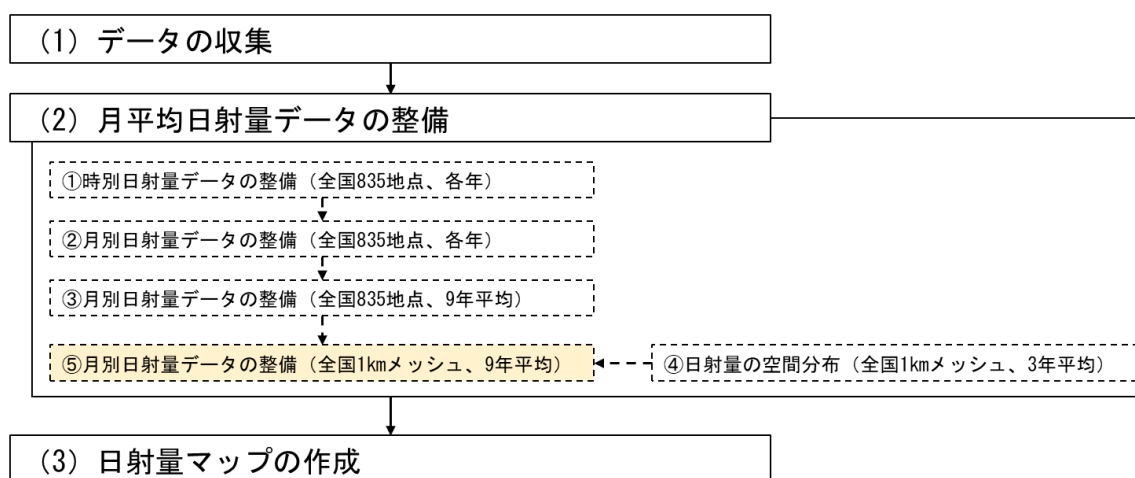 （1）データの収集
（2）月平均日射量データの整備
①時別日射量データの整備（全国835地点、各年）
②月別日射量データの整備（全国835地点、各年）
③月別日射量データの整備（全国835地点、9年平均）
⑤月別日射量データの整備（全国1kmメッシュ、9年平均）
④日射量の空間分布（全国1kmメッシュ、3年平均）
（3）日射量マップの作成